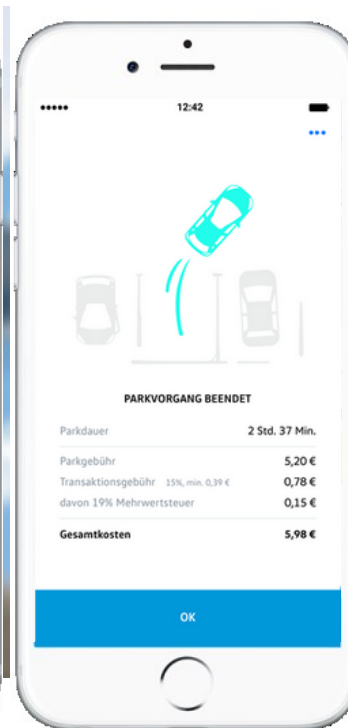 12:42
PARKVORGANG BEENDET
Parkdauer 2 Std. 37 Min.
Parkgebühr 5,20 €
Transaktionsgebühr 15%, min. 0,39 € 0,78 €
davon 19% Mehrwertsteuer 0,15 €
Gesamtkosten 5,98 €
OK